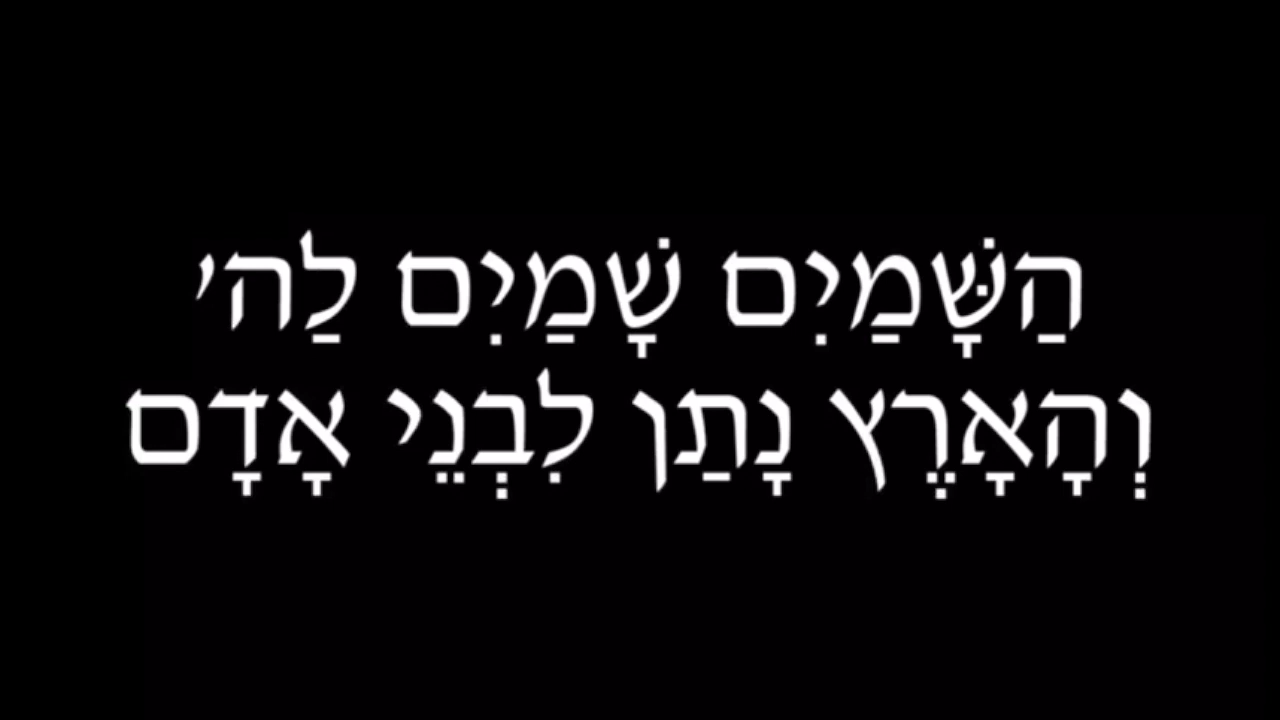 הַשָּׁמַיִם שָׁמַיִם לַה'
וְהָאָרֶץ נָתַן לִבְנֵי אָדָם